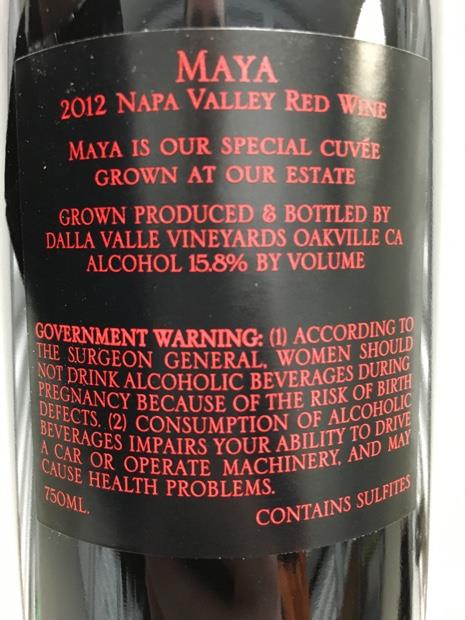 MAYA
2012 NAPA VALLEY RED WINE
MAYA IS OUR SPECIAL CUVÉE
GROWN AT OUR ESTATE
GROWN PRODUCED & BOTTLED BY
DALLA VALLE VINEYARDS OAKVILLE CA
ALCOHOL 15.8% BY VOLUME
GOVERNMENT WARNING: (1) ACCORDING TO
THE SURGEON GENERAL, WOMEN SHOULD
NOT DRINK ALCOHOLIC BEVERAGES DURING
PREGNANCY BECAUSE OF THE RISK OF BIRTH
DEFECTS. (2) CONSUMPTION OF ALCOHOLIC
BEVERAGES IMPAIRS YOUR ABILITY TO DRIVE
A CAR OR OPERATE MACHINERY, AND MAY
CAUSE HEALTH PROBLEMS.
750ML. CONTAINS SULFITES